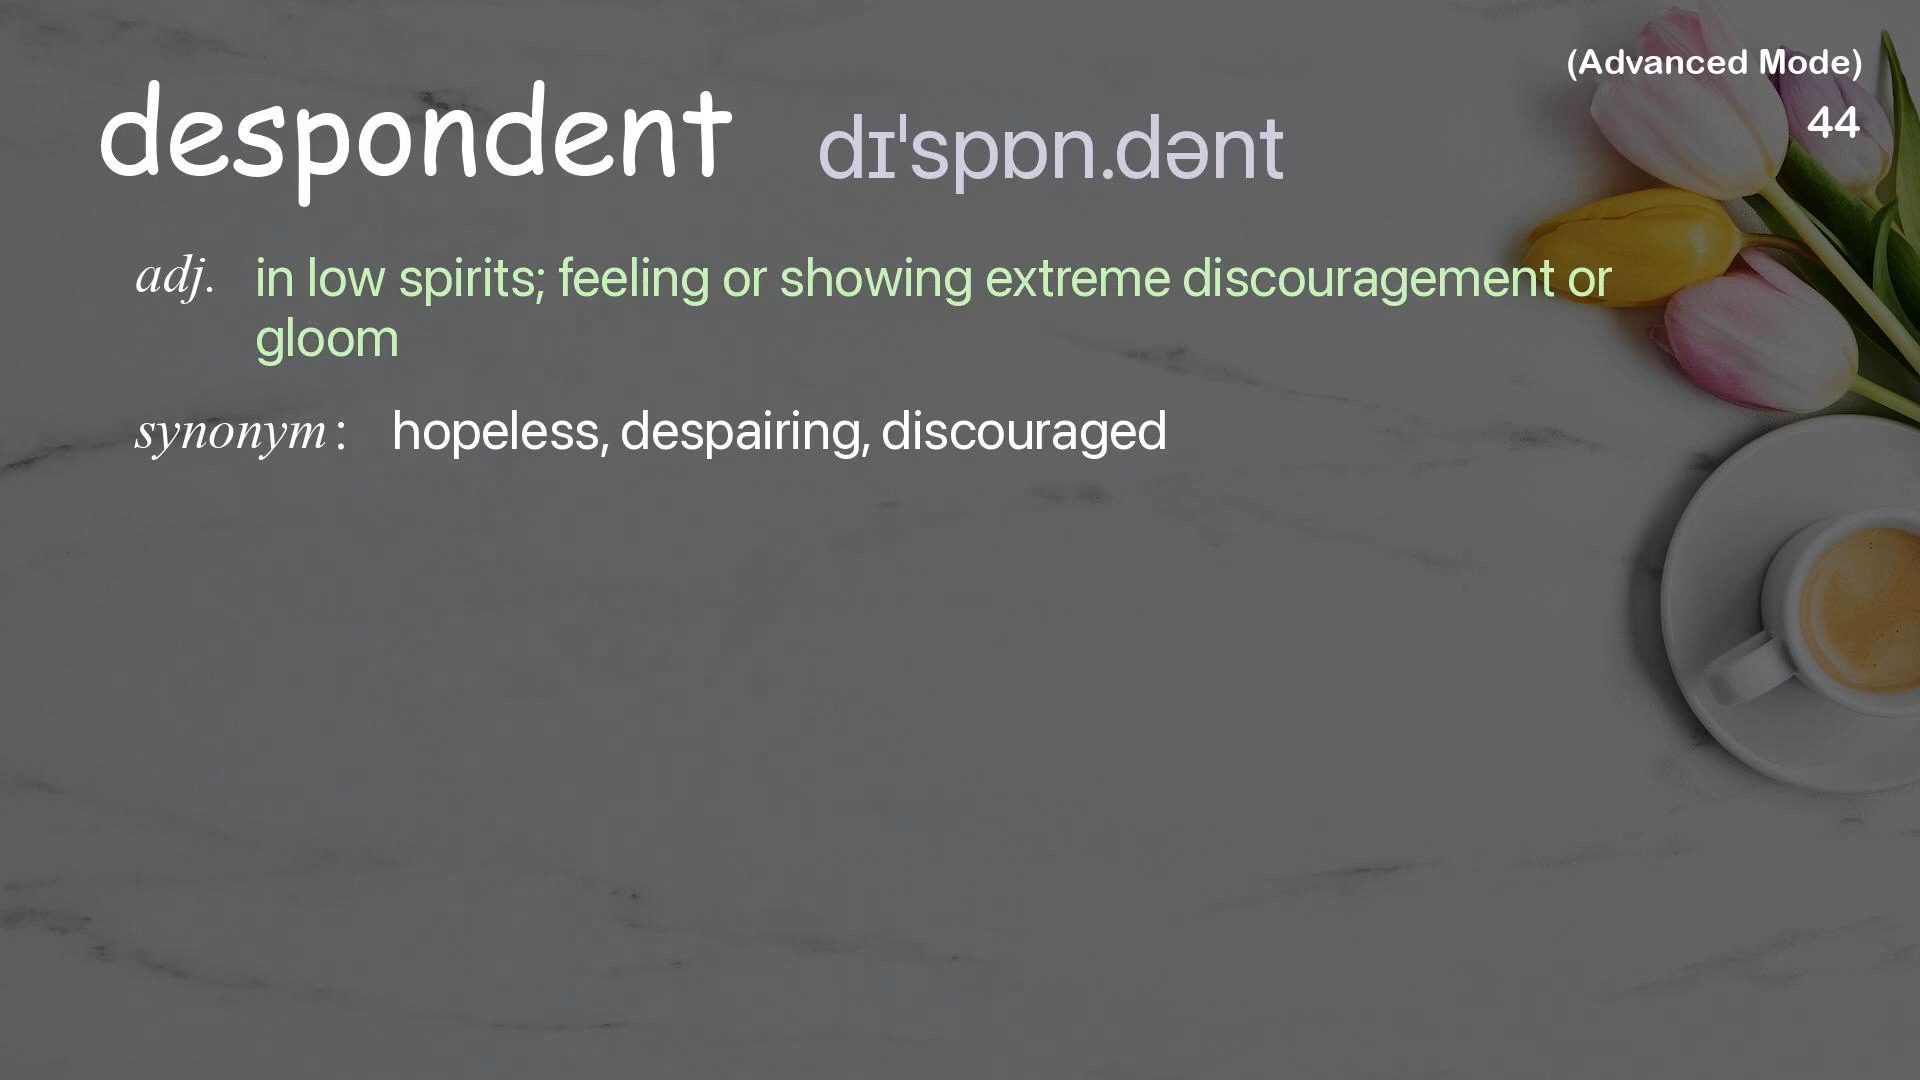 (Advanced Mode)
44
despondent dɪˈspɒn.dənt
adj. in low spirits; feeling or showing extreme discouragement or
gloom
synonym: hopeless, despairing, discouraged